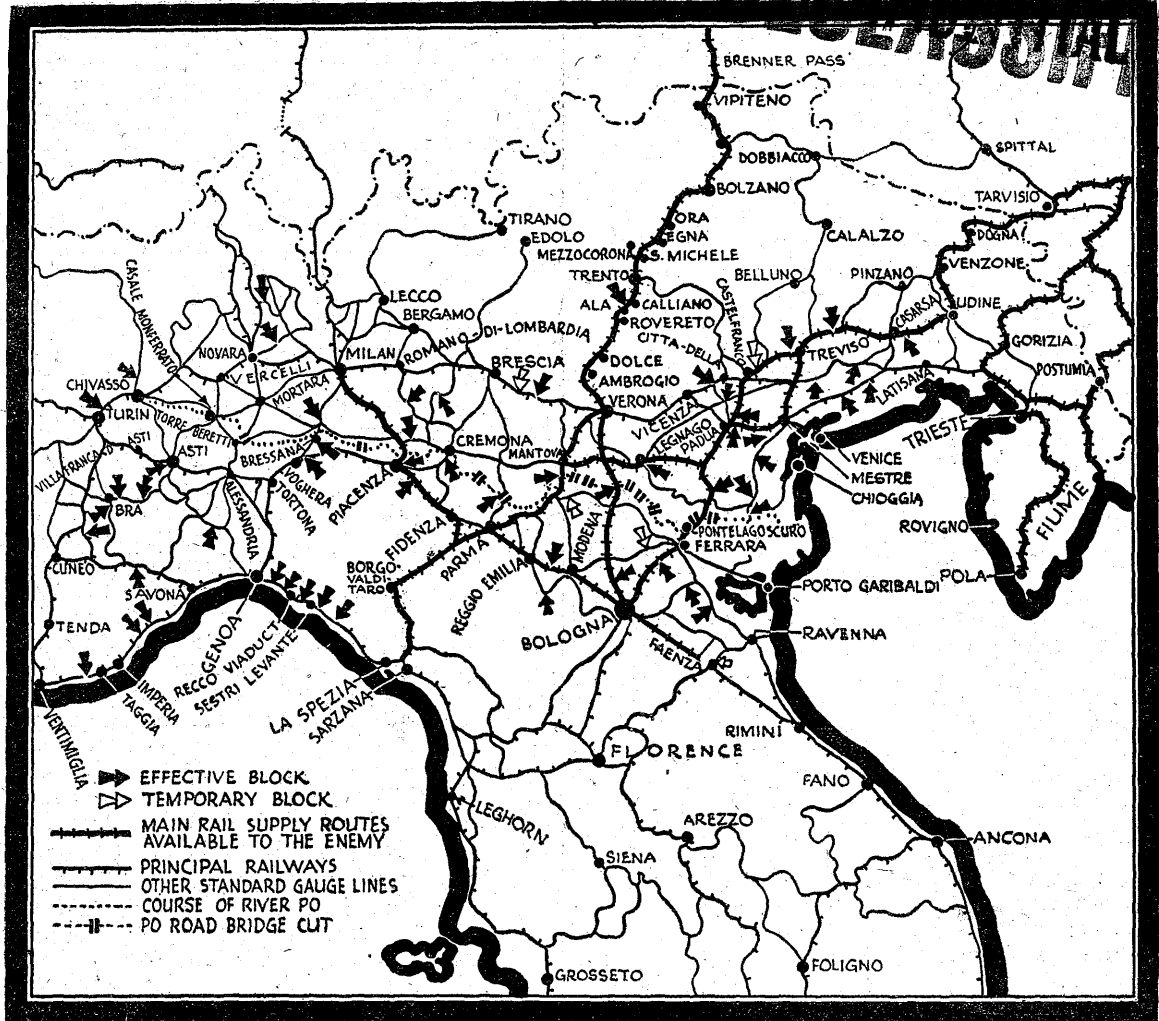 BRENNER PASS
VIPITENO
DOBBIACCO
SPITTAL
BOLZANO
TARVISIO
TIRANO
ORA
EDOLO
EGNA
CALALZO
DOGNA
MEZZOCORONA
S. MICHELE
VENZONE
TRENTO
BELLUNO
PINZANO
CASALE MONFERRATO
LECCO
ALA
CALLIANO
CASTELFRANCO
CASARSA
UDINE
BERGAMO
ROVERETO
ROMANO-DI-LOMBARDIA
CITTA-DELLA
TREVISO
GORIZIA
NOVARA
MILAN
BRESCIA
DOLCE
POSTUMIA
VERCELLI
AMBROGIO
LATISANA
CHIVASSO
MORTARA
VERONA
VICENZA
TURIN
TORRE BERETTI
CREMONA
LEGNAGO
PADUA
TRIESTE
VILLAFRANCA-D'ASTI
ASTI
BRESSANA
MANTOVA
VENICE
VOGHERA
MESTRE
BRA
ALESSANDRIA
TORTONA
PIACENZA
CHIOGGIA
FIDENZA
PARMA
MODENA
PONTELAGOSCURO
ROVIGNO
FIUME
FERRARA
CUNEO
BORGO
VAL DI
TARO
REGGIO EMILIA
PORTO GARIBALDI
POLA
SAVONA
TENDA
GENOA
BOLOGNA
RAVENNA
RECCO VIADUCT
SESTRI LEVANTE
FAENZA
IMPERIA
TAGGIA
LA SPEZIA
SARZANA
VENTIMIGLIA
RIMINI
FLORENCE
FANO
LEGHORN
AREZZO
ANCONA
SIENA
GROSSETO
FOLIGNO
EFFECTIVE BLOCK
TEMPORARY BLOCK
MAIN RAIL SUPPLY ROUTES
AVAILABLE TO THE ENEMY
PRINCIPAL RAILWAYS
OTHER STANDARD GAUGE LINES
COURSE OF RIVER PO
PO ROAD BRIDGE CUT